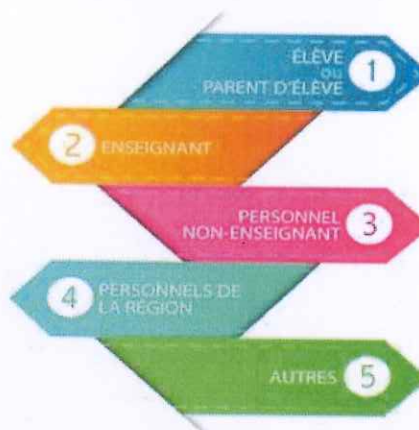 ÉLÈVE
OU
PARENT D'ÉLÈVE
1
2 ENSEIGNANT
PERSONNEL
NON-ENSEIGNANT
3
4
PERSONNELS DE
LA RÉGION
AUTRES 5